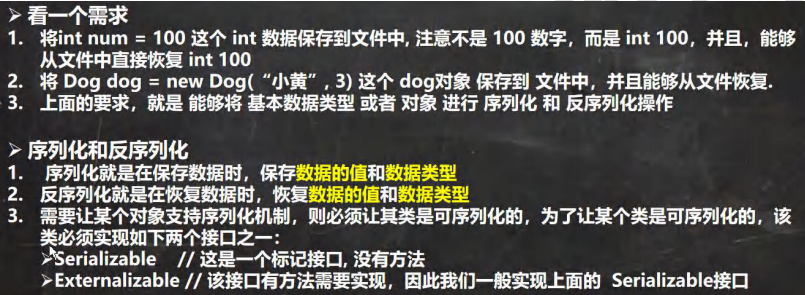 ➢ 看一个需求
1. 将int num = 100 这个 int 数据保存到文件中, 注意不是 100 数字，而是 int 100，并且，能够
从文件中直接恢复 int 100
2. 将 Dog dog = new Dog(“小黄”, 3) 这个 dog对象 保存到 文件中，并且能够从文件恢复.
3. 上面的要求，就是 能够将 基本数据类型 或者 对象 进行 序列化 和 反序列化操作
➢ 序列化和反序列化
1. 序列化就是在保存数据时，保存数据的值和数据类型
2. 反序列化就是在恢复数据时，恢复数据的值和数据类型
3. 需要让某个对象支持序列化机制，则必须让其类是可序列化的，为了让某个类是可序列化的，该
类必须实现如下两个接口之一：
➢Serializable // 这是一个标记接口, 没有方法
➢Externalizable // 该接口有方法需要实现，因此我们一般实现上面的 Serializable接口